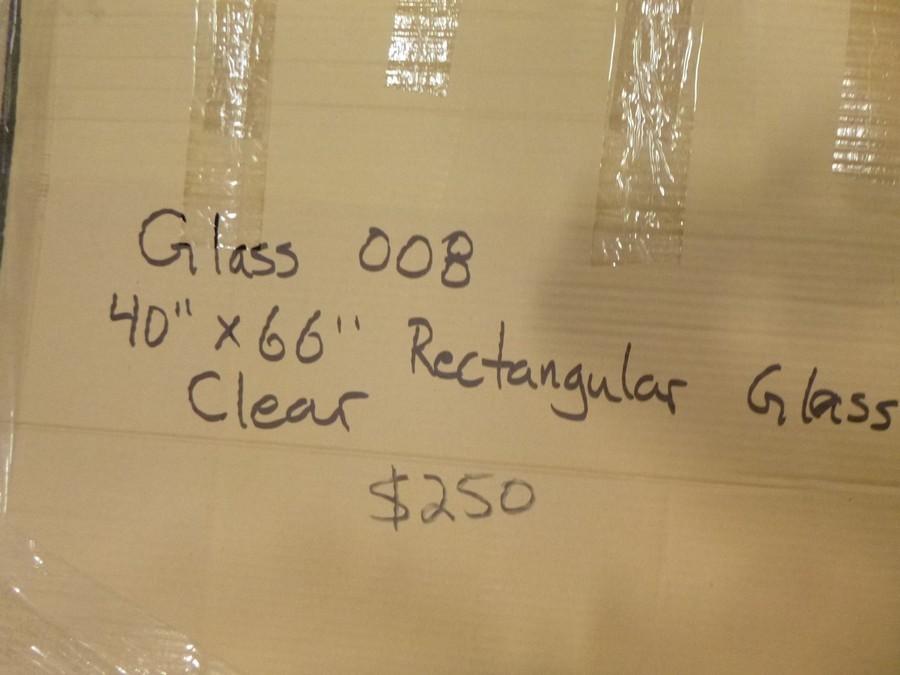 Glass 008
40" x 66" Rectangular Glass
Clear
$250